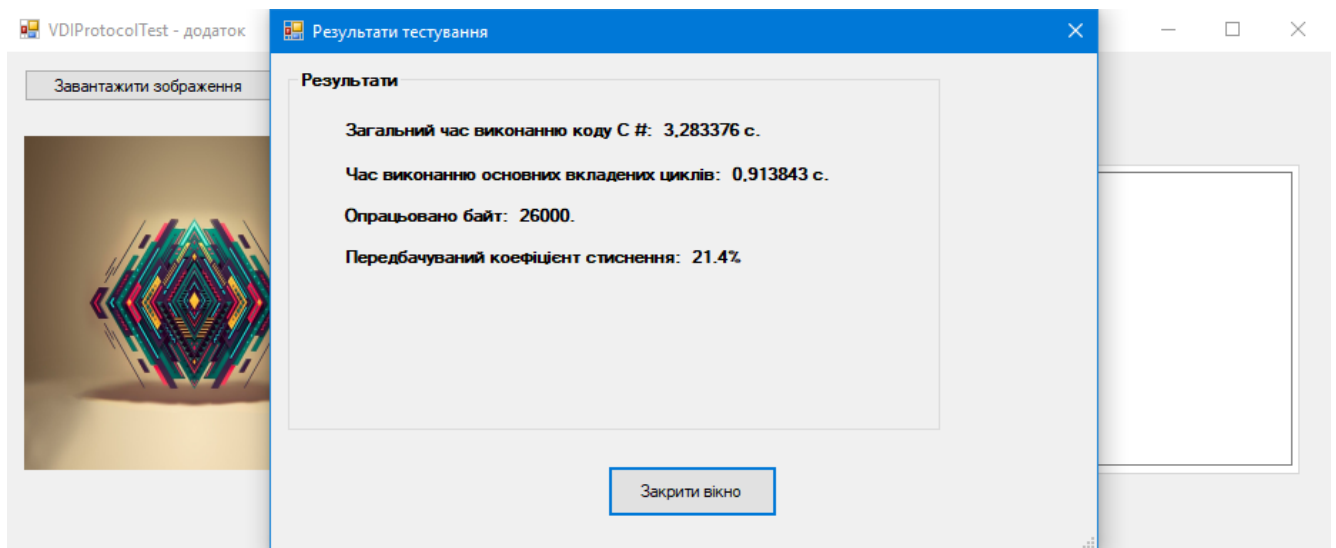 VDIProtocolTest - додаток
Результати тестування
Завантажити зображення
Результати
Загальний час виконанню коду C #: 3,283376 с.
Час виконанню основних вкладених циклів: 0,913843 с.
Опрацьовано байт: 26000.
Передбачуваний коефіцієнт стиснення: 21.4%
Закрити вікно